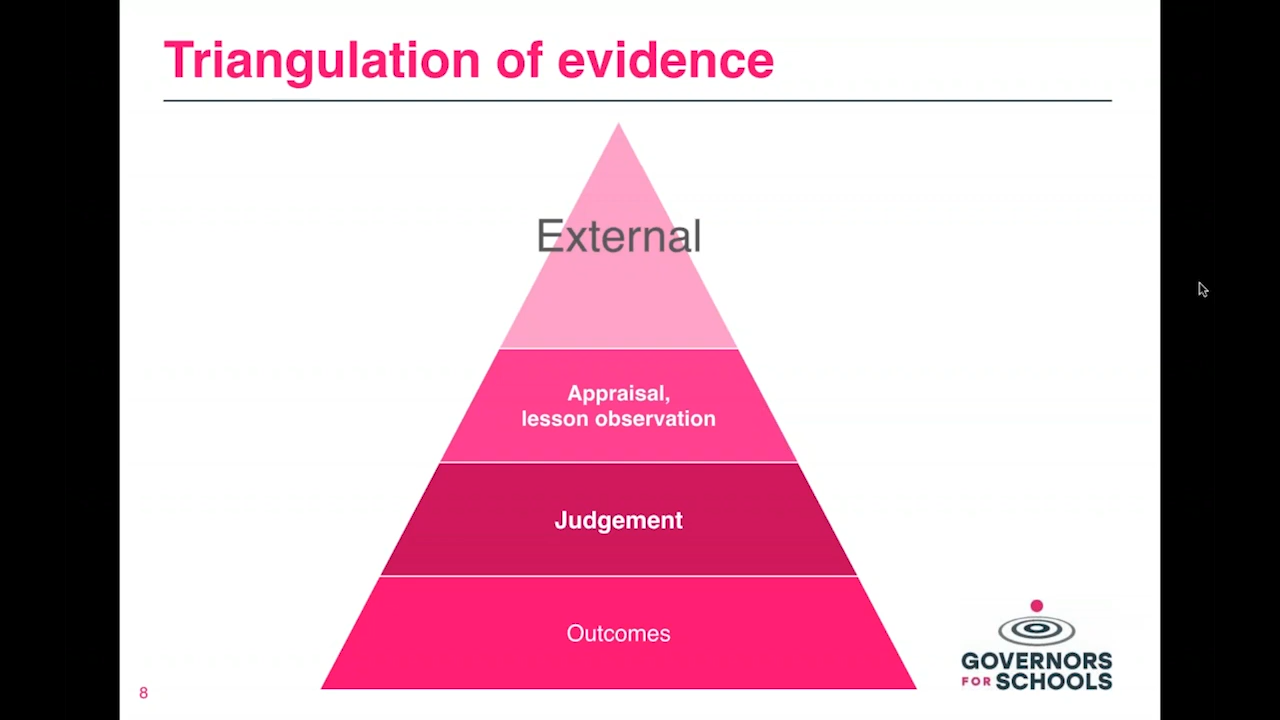 Triangulation of evidence
External
Appraisal,
lesson observation
Judgement
Outcomes
8
GOVERNORS
FOR SCHOOLS